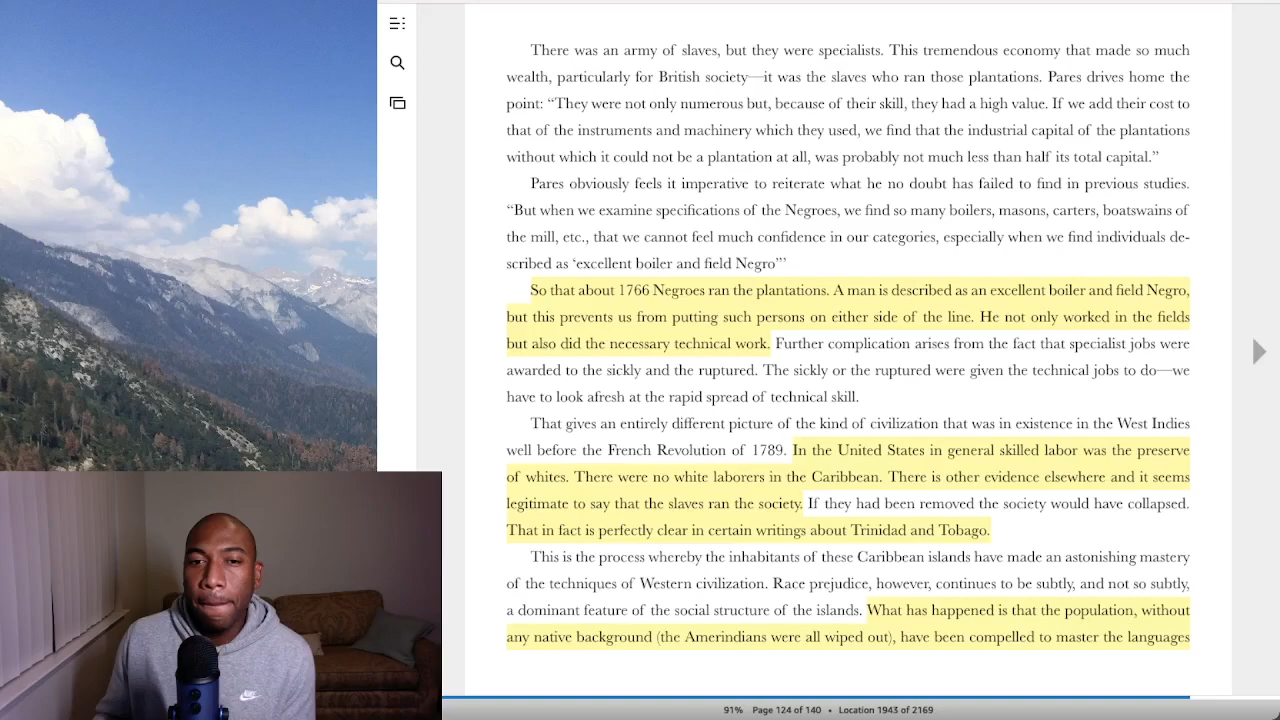 There was an army of slaves, but they were specialists. This tremendous economy that made so much
wealth, particularly for British society—it was the slaves who ran those plantations. Pares drives home the
point: “They were not only numerous but, because of their skill, they had a high value. If we add their cost to
that of the instruments and machinery which they used, we find that the industrial capital of the plantations
without which it could not be a plantation at all, was probably not much less than half its total capital.”
Pares obviously feels it imperative to reiterate what he no doubt has failed to find in previous studies.
“But when we examine specifications of the Negroes, we find so many boilers, masons, carters, boatswains of
the mill, etc., that we cannot feel much confidence in our categories, especially when we find individuals de-
scribed as ‘excellent boiler and field Negro”’
So that about 1766 Negroes ran the plantations. A man is described as an excellent boiler and field Negro,
but this prevents us from putting such persons on either side of the line. He not only worked in the fields
but also did the necessary technical work. Further complication arises from the fact that specialist jobs were
awarded to the sickly and the ruptured. The sickly or the ruptured were given the technical jobs to do—we
have to look afresh at the rapid spread of technical skill.
That gives an entirely different picture of the kind of civilization that was in existence in the West Indies
well before the French Revolution of 1789. In the United States in general skilled labor was the preserve
of whites. There were no white laborers in the Caribbean. There is other evidence elsewhere and it seems
legitimate to say that the slaves ran the society. If they had been removed the society would have collapsed.
That in fact is perfectly clear in certain writings about Trinidad and Tobago.
This is the process whereby the inhabitants of these Caribbean islands have made an astonishing mastery
of the techniques of Western civilization. Race prejudice, however, continues to be subtly, and not so subtly,
a dominant feature of the social structure of the islands. What has happened is that the population, without
any native background (the Amerindians were all wiped out), have been compelled to master the languages
91% Page 124 of 140 • Location 1943 of 2169